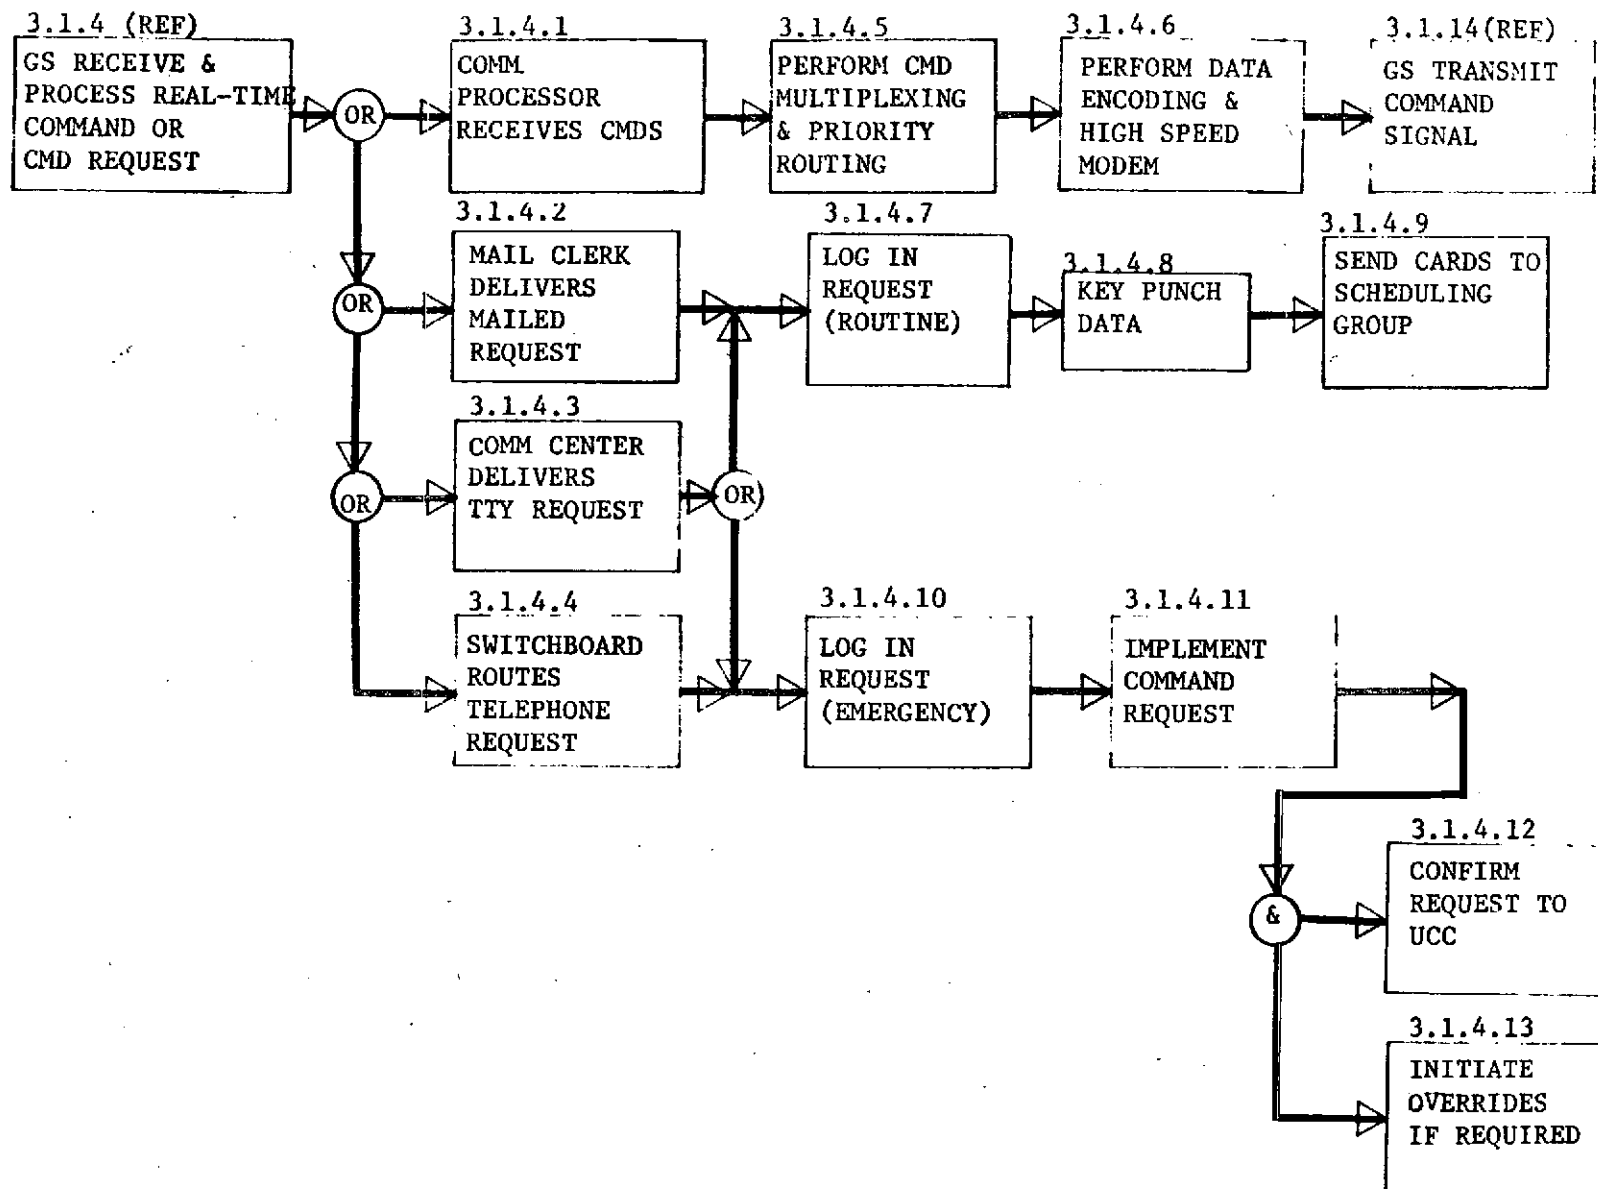 3.1.4 (REF)
GS RECEIVE &
PROCESS REAL-TIME
COMMAND OR
CMD REQUEST
OR
3.1.4.1
COMM
PROCESSOR
RECEIVES CMDS
3.1.4.5
PERFORM CMD
MULTIPLEXING
& PRIORITY
ROUTING
3.1.4.6
PERFORM DATA
ENCODING &
HIGH SPEED
MODEM
3.1.14(REF)
GS TRANSMIT
COMMAND
SIGNAL
OR
3.1.4.2
MAIL CLERK
DELIVERS
MAILED
REQUEST
3.1.4.7
LOG IN
REQUEST
(ROUTINE)
3.1.4.8
KEY PUNCH
DATA
3.1.4.9
SEND CARDS TO
SCHEDULING
GROUP
OR
3.1.4.3
COMM CENTER
DELIVERS
TTY REQUEST
OR
3.1.4.4
SWITCHBOARD
ROUTES
TELEPHONE
REQUEST
3.1.4.10
LOG IN
REQUEST
(EMERGENCY)
3.1.4.11
IMPLEMENT
COMMAND
REQUEST
&
3.1.4.12
CONFIRM
REQUEST TO
UCC
3.1.4.13
INITIATE
OVERRIDES
IF REQUIRED